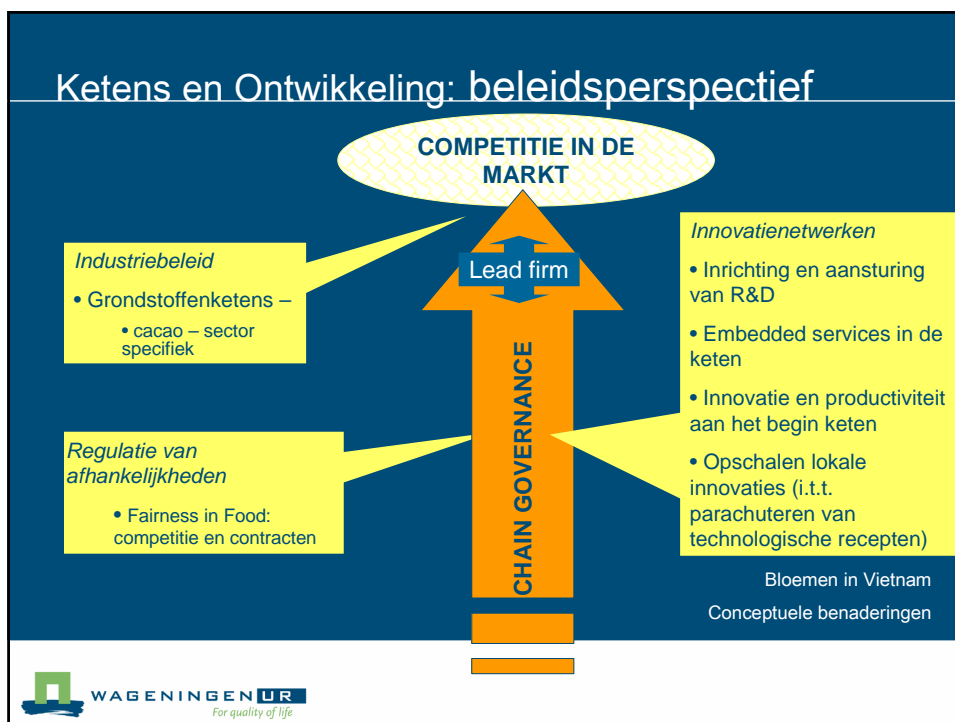 Ketens en Ontwikkeling: beleidsperspectief
COMPETITIE IN DE
MARKT
Lead firm
CHAIN GOVERNANCE
Industriebeleid
• Grondstoffenketens –
• cacao – sector
specifiek
Regulatie van
afhankelijkheden
• Fairness in Food:
competitie en contracten
Innovatienetwerken
• Inrichting en aansturing
van R&D
• Embedded services in de
keten
• Innovatie en productiviteit
aan het begin keten
• Opschalen lokale
innovaties (i.t.t.
parachuteren van
technologische recepten)
Bloemen in Vietnam
Conceptuele benaderingen
WAGENINGEN UR
For quality of life